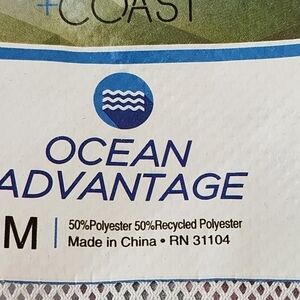 +COAST
OCEAN
ADVANTAGE
M
50%Polyester 50%Recycled Polyester
Made in China • RN 31104